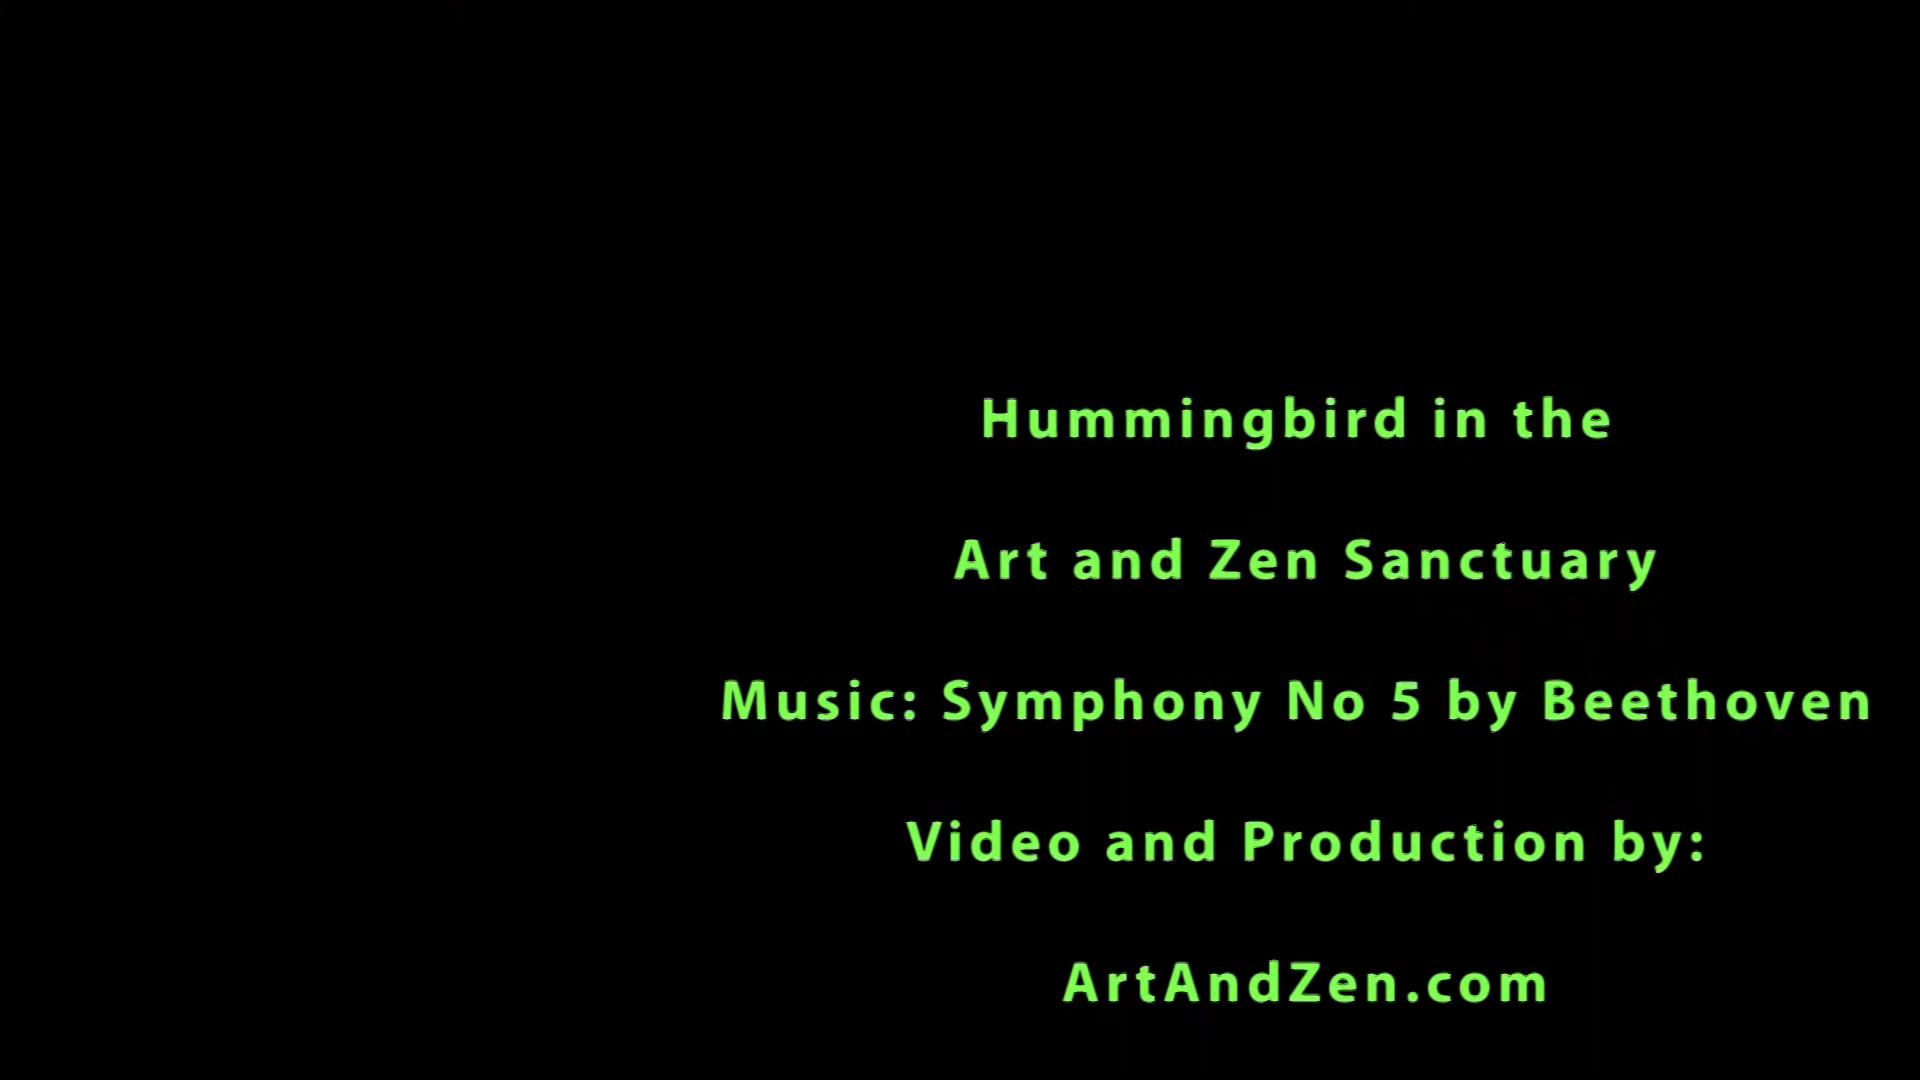 Hummingbird in the
Art and Zen Sanctuary
Music: Symphony No 5 by Beethoven
Video and Production by:
ArtAndZen.com